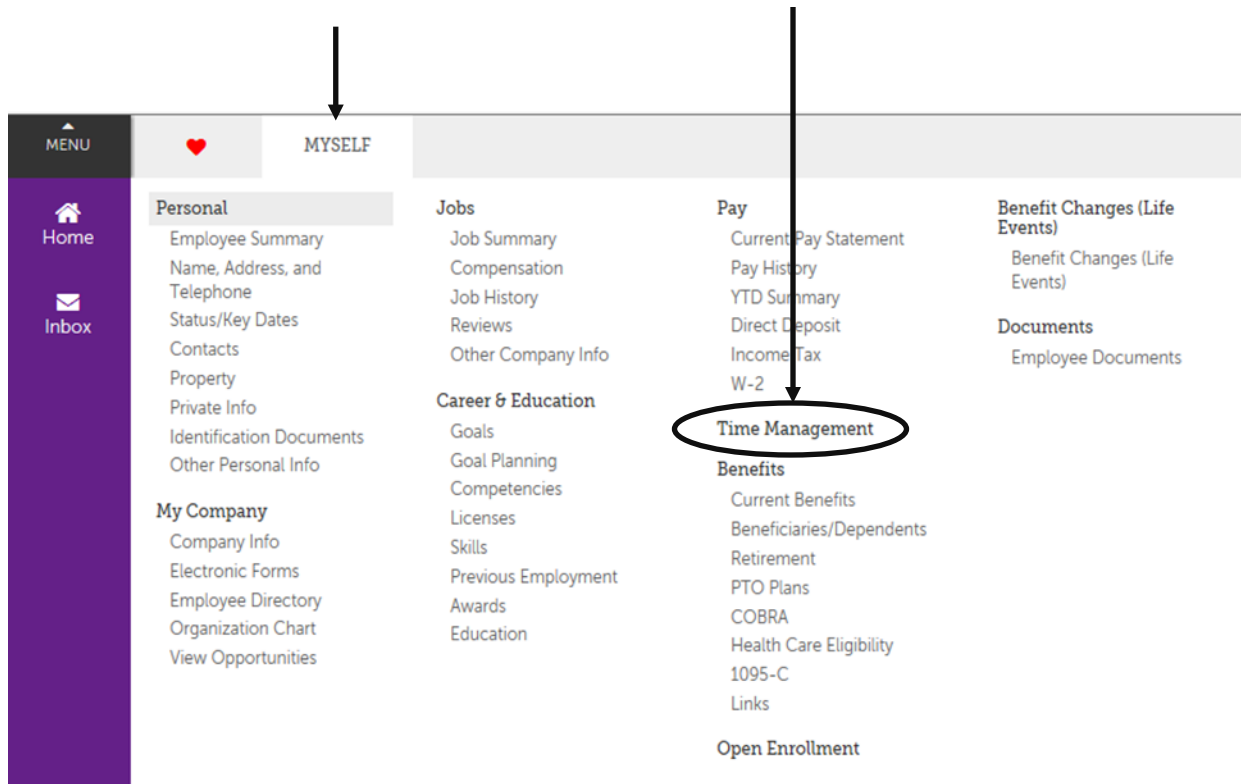 MENU
MYSELF
Home
Inbox
Personal
Employee Summary
Name, Address, and
Telephone
Status/Key Dates
Contacts
Property
Private Info
Identification Documents
Other Personal Info
My Company
Company Info
Electronic Forms
Employee Directory
Organization Chart
View Opportunities
Jobs
Job Summary
Compensation
Job History
Reviews
Other Company Info
Career & Education
Goals
Goal Planning
Competencies
Licenses
Skills
Previous Employment
Awards
Education
Pay
Current Pay Statement
Pay History
YTD Summary
Direct Deposit
Income Tax
W-2
Time Management
Benefits
Current Benefits
Beneficiaries/Dependents
Retirement
PTO Plans
COBRA
Health Care Eligibility
1095-C
Links
Open Enrollment
Benefit Changes (Life
Events)
Benefit Changes (Life
Events)
Documents
Employee Documents